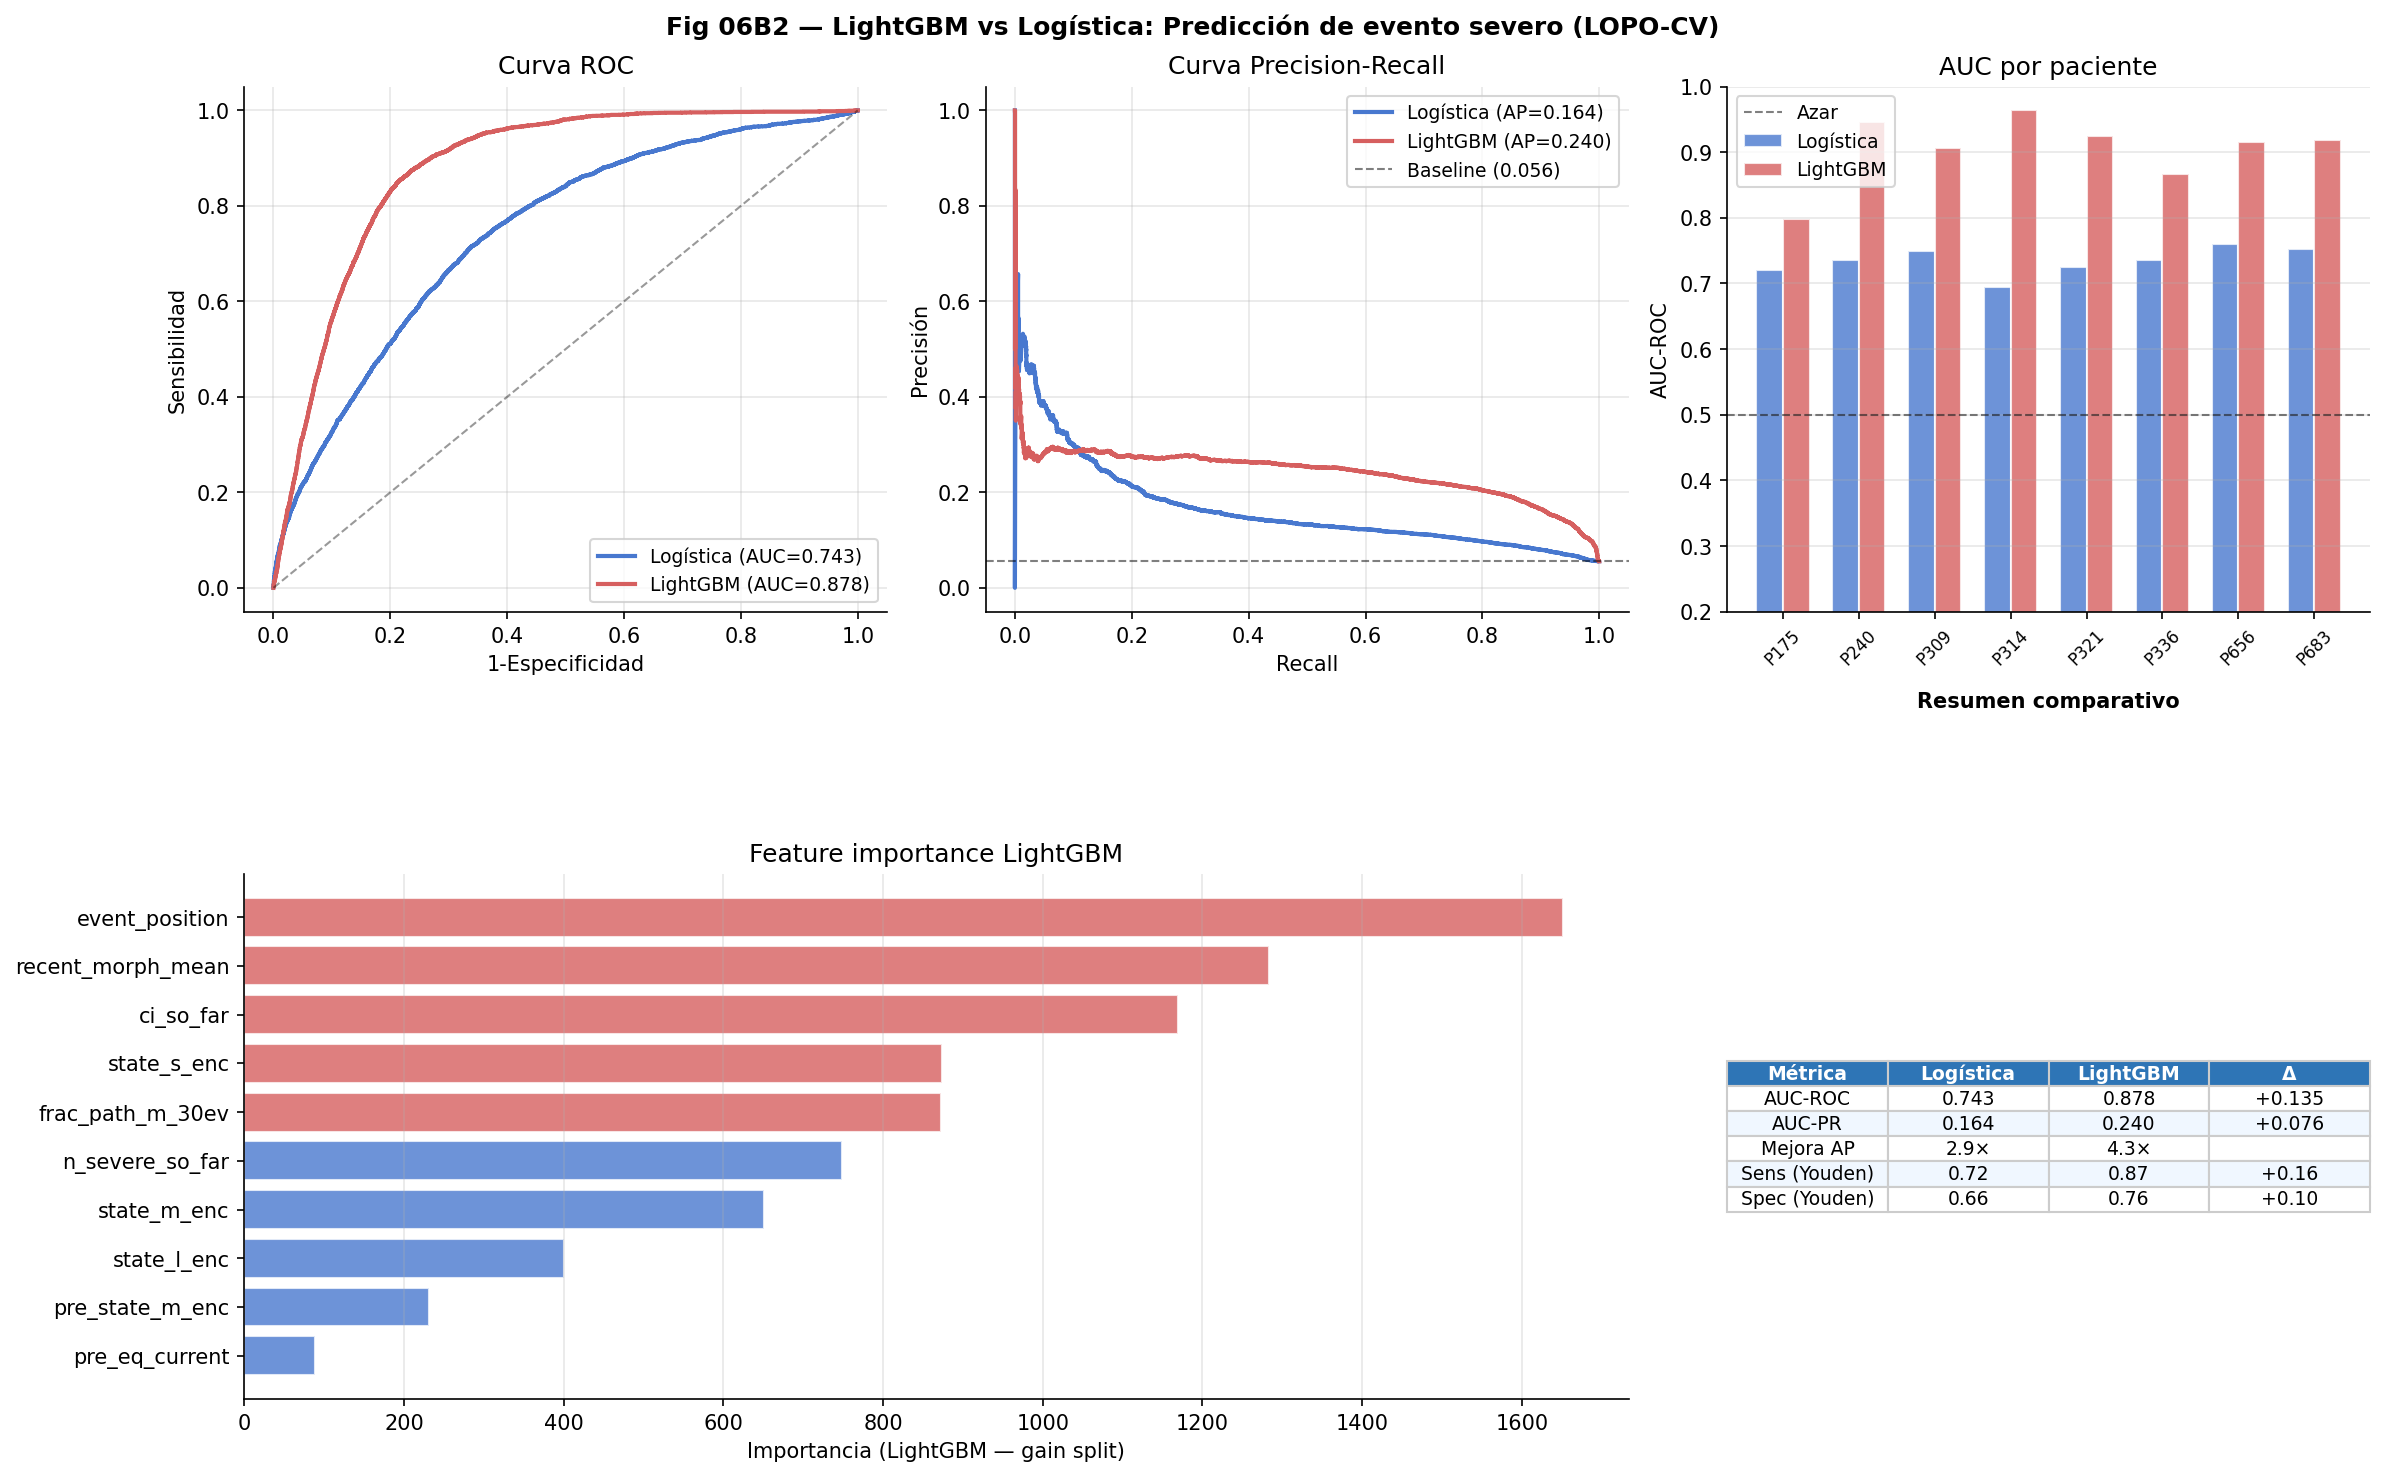 Fig 06B2 — LightGBM vs Logística: Predicción de evento severo (LOPO-CV)
Curva ROC
Sensibilidad
1.0
0.8
0.6
0.4
0.2
0.0
Logística (AUC=0.743)
LightGBM (AUC=0.878)
0.0 0.2 0.4 0.6 0.8 1.0
1-Especificidad
Curva Precision-Recall
Precisión
1.0
0.8
0.6
0.4
0.2
0.0
Logística (AP=0.164)
LightGBM (AP=0.240)
Baseline (0.056)
0.0 0.2 0.4 0.6 0.8 1.0
Recall
AUC por paciente
AUC-ROC
1.0
0.9
0.8
0.7
0.6
0.5
0.4
0.3
0.2
Azar
Logística
LightGBM
P175 P240 P309 P314 P321 P336 P656 P683
Feature importance LightGBM
event_position
recent_morph_mean
ci_so_far
state_s_enc
frac_path_m_30ev
n_severe_so_far
state_m_enc
state_l_enc
pre_state_m_enc
pre_eq_current
0 200 400 600 800 1000 1200 1400 1600
Importancia (LightGBM — gain split)
Resumen comparativo
Métrica Logística LightGBM Δ
AUC-ROC 0.743 0.878 +0.135
AUC-PR 0.164 0.240 +0.076
Mejora AP 2.9× 4.3×
Sens (Youden) 0.72 0.87 +0.16
Spec (Youden) 0.66 0.76 +0.10